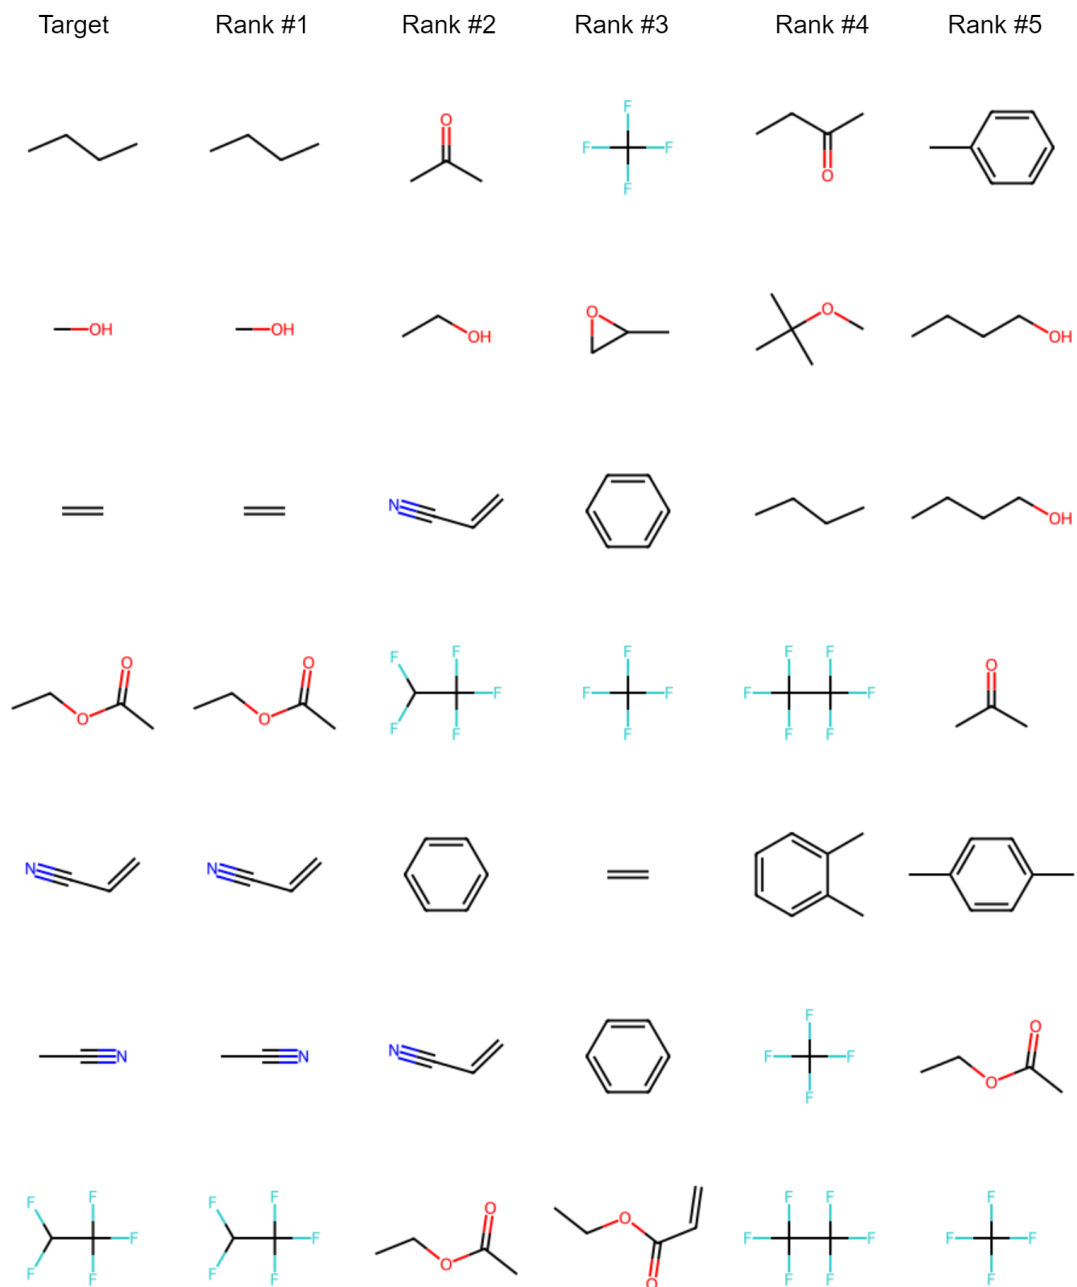 Target Rank #1 Rank #2 Rank #3 Rank #4 Rank #5
O F
F F
F O
O O
OH OH OH OH
N OH
O O F F F F F O
F F F F F
O O F F F F F
N N
F O
N N N F F
F O
F F F F O F F F
F F O F F F F
F F F F O O F F F